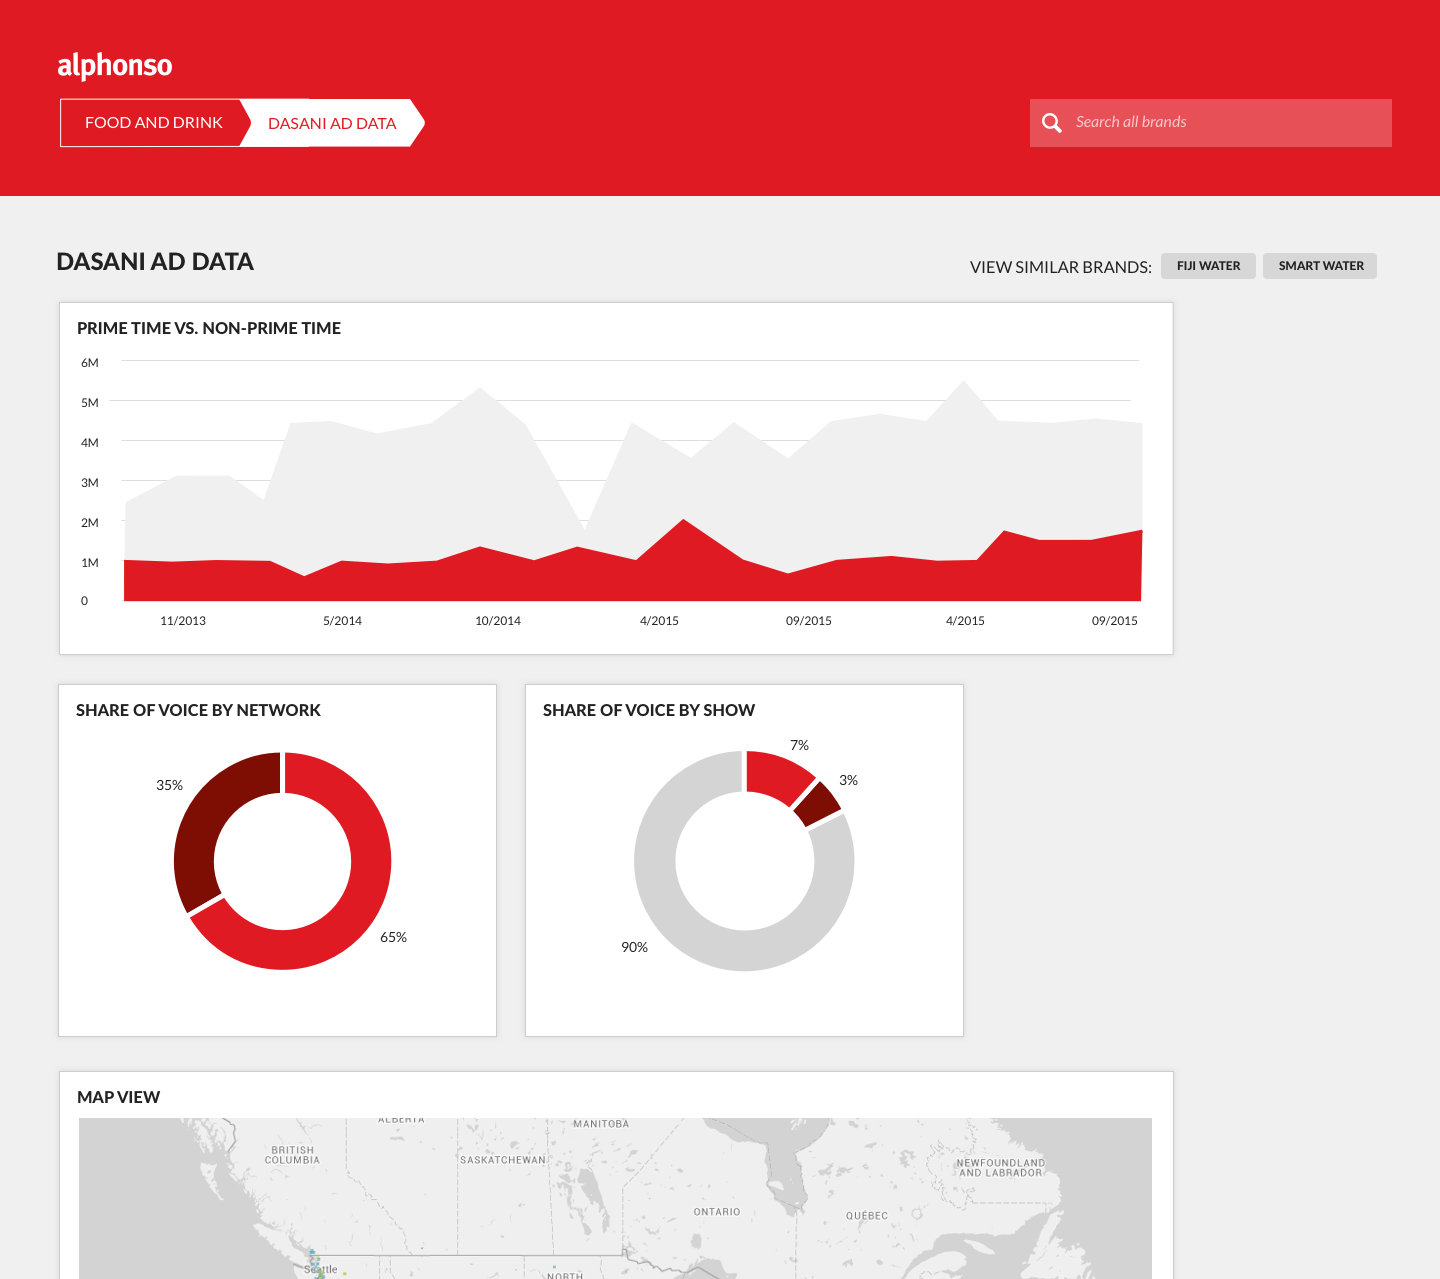 alphonso
FOOD AND DRINK
DASANI AD DATA
Search all brands
DASANI AD DATA
VIEW SIMILAR BRANDS:
FIJI WATER
SMART WATER
PRIME TIME VS. NON-PRIME TIME
6M
5M
4M
3M
2M
1M
0
11/2013
5/2014
10/2014
4/2015
09/2015
4/2015
09/2015
SHARE OF VOICE BY NETWORK
35%
65%
SHARE OF VOICE BY SHOW
7%
3%
90%
MAP VIEW
ALBERTA
MANITOBA
BRITISH
COLUMBIA
SASKATCHEWAN
NEWFOUNDLAND
AND LABRADOR
ONTARIO
QUÉBEC
Seattle
NORTH